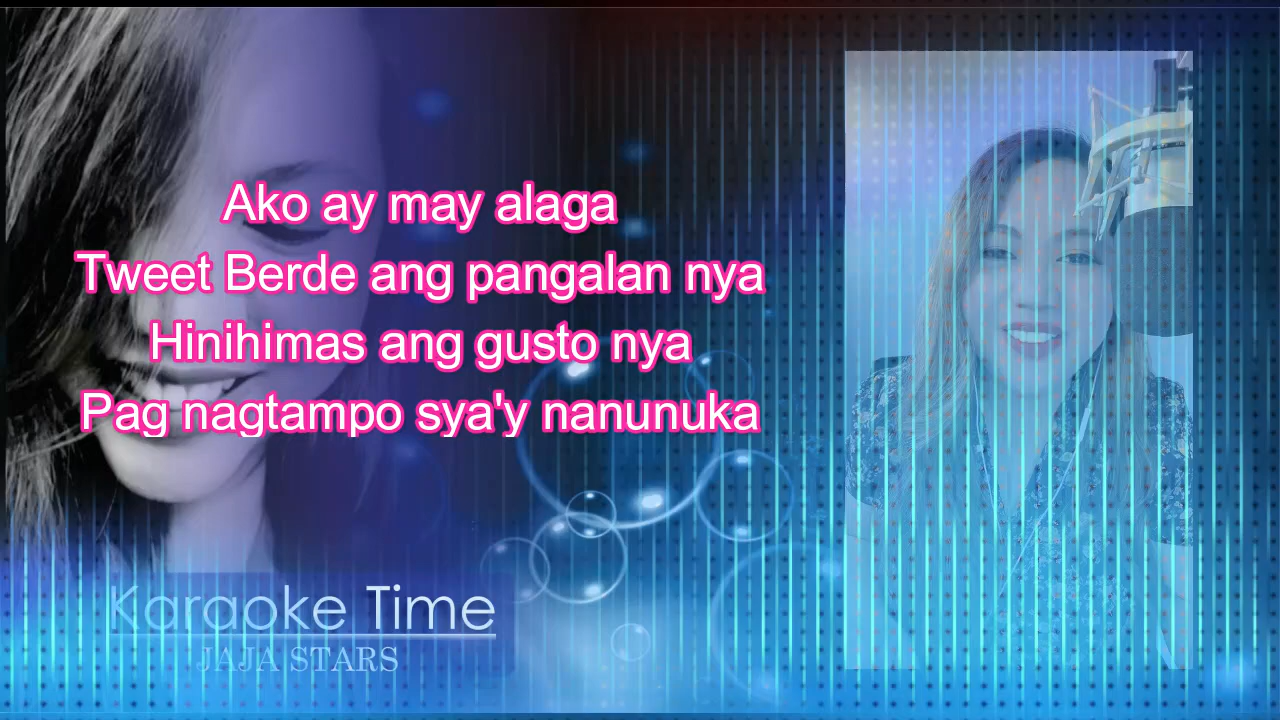 Ako ay may alaga
Tweet Berde ang pangalan nya
Hinihimas ang gusto nya
Pag nagtampo sya'y nanunuka
Karaoke Time
JAJA STARS